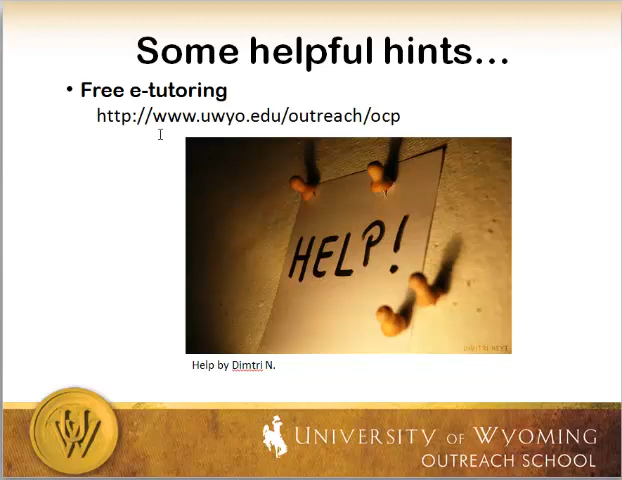 Some helpful hints...
• Free e-tutoring
http://www.uwyo.edu/outreach/ocp
HELP!
Help by Dimtri N.
UW
UNIVERSITY OF WYOMING
OUTREACH SCHOOL